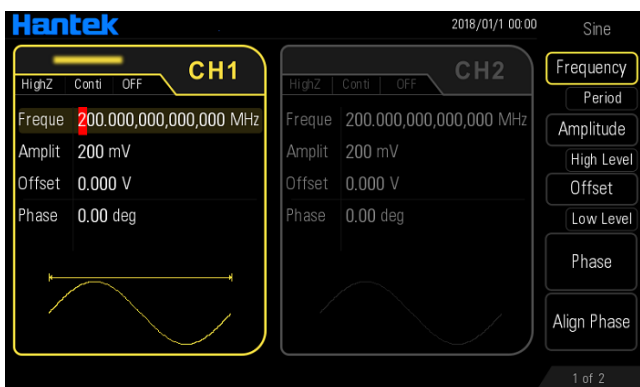 Hantek
2018/01/1 00:00
Sine
CH1
HighZ Conti OFF
Freque 200.000,000,000,000 MHz
Amplit 200 mV
Offset 0.000 V
Phase 0.00 deg
CH2
HighZ Conti OFF
Freque 200.000,000,000,000 MHz
Amplit 200 mV
Offset 0.000 V
Phase 0.00 deg
Frequency
Period
Amplitude
High Level
Offset
Low Level
Phase
Align Phase
1 of 2